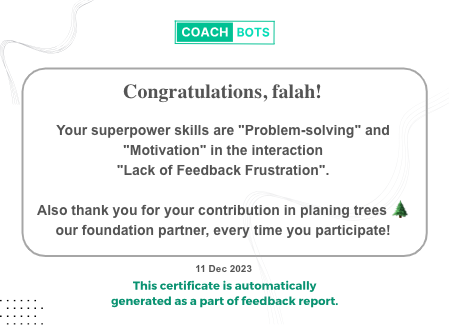 COACH BOTS
Congratulations, falah!
Your superpower skills are "Problem-solving" and
"Motivation" in the interaction
"Lack of Feedback Frustration".
Also thank you for your contribution in planing trees 🌲
our foundation partner, every time you participate!
11 Dec 2023
This certificate is automatically
generated as a part of feedback report.